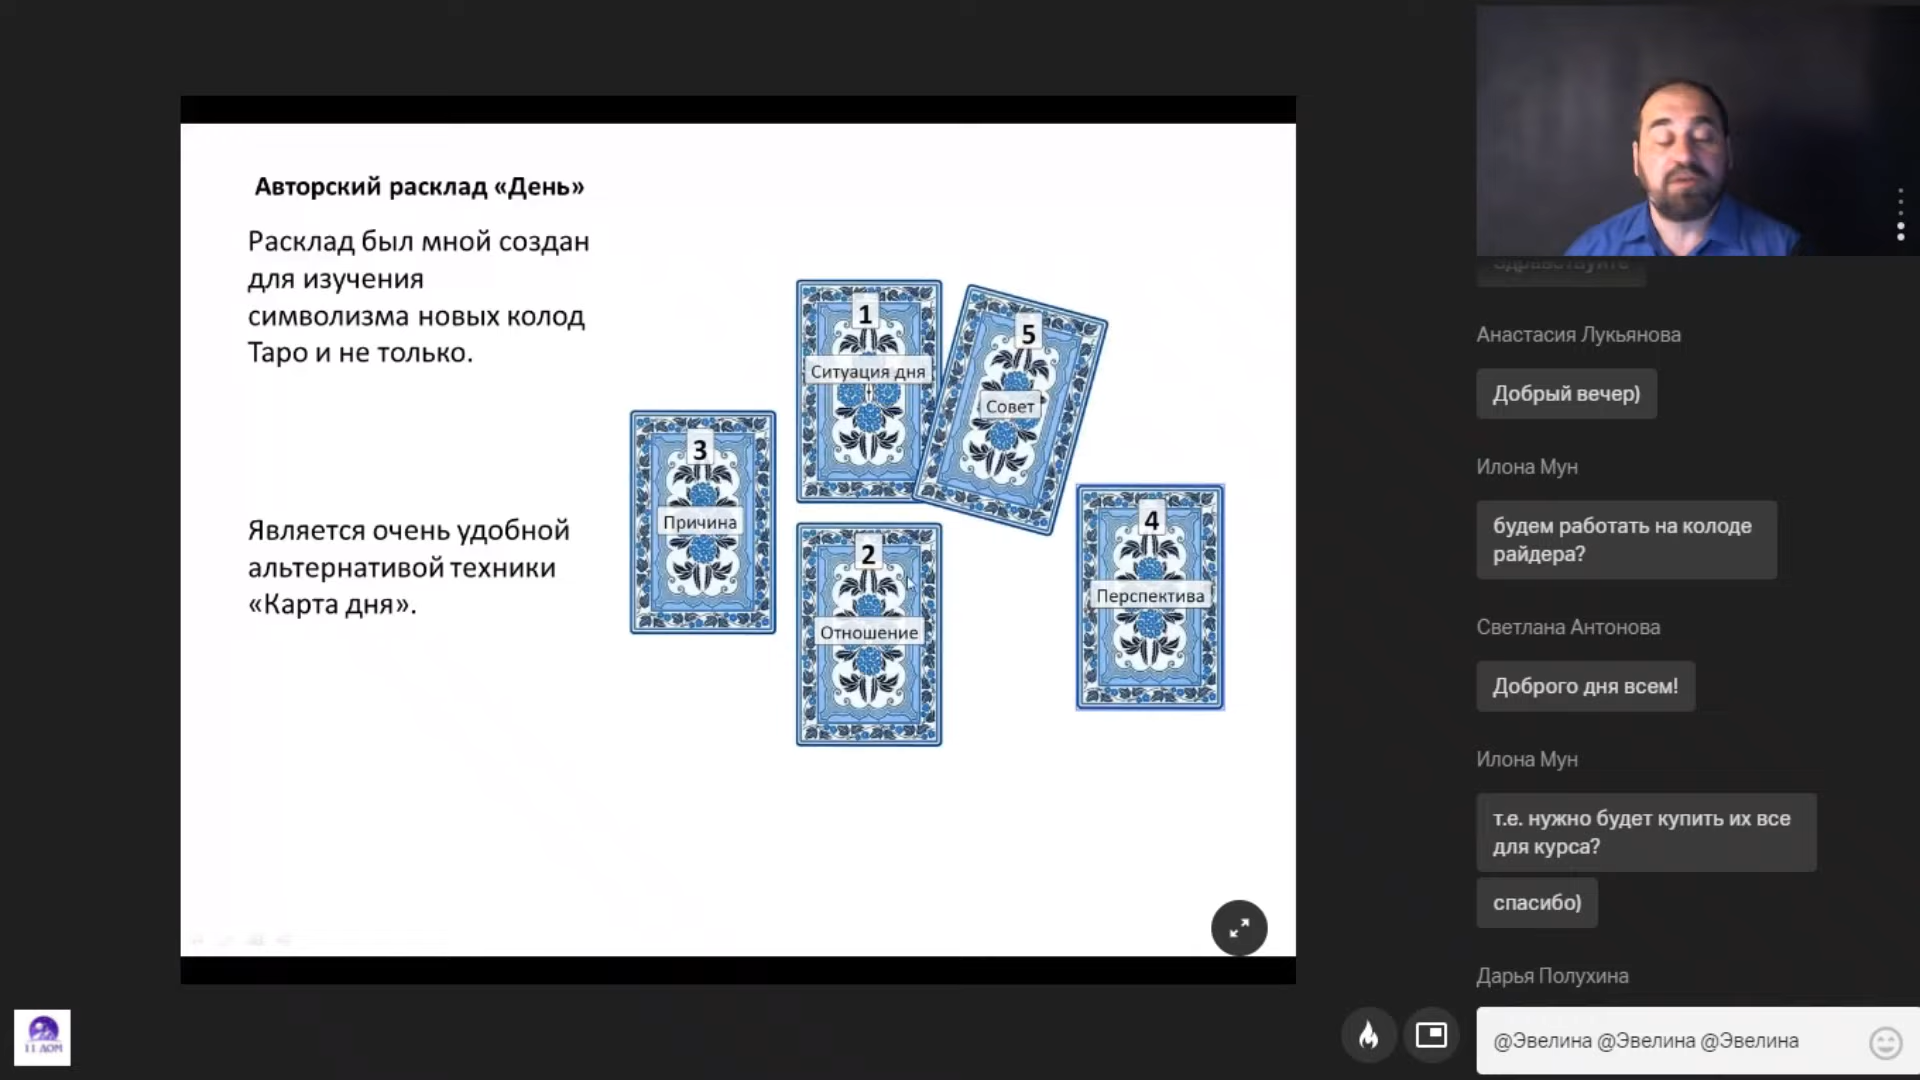 Авторский расклад «День»
Расклад был мной создан
для изучения
символизма новых колод
Таро и не только.
Является очень удобной
альтернативой техники
«Карта дня».
1
Ситуация дня
5
Совет
3
Причина
2
Отношение
4
Перспектива
Здравствуйте
Анастасия Лукьянова
Добрый вечер)
Илона Мун
будем работать на колоде
райдера?
Светлана Антонова
Доброго дня всем!
Илона Мун
т.е. нужно будет купить их все
для курса?
спасибо)
Дарья Полухина
@Эвелина @Эвелина @Эвелина
11 ДОМ